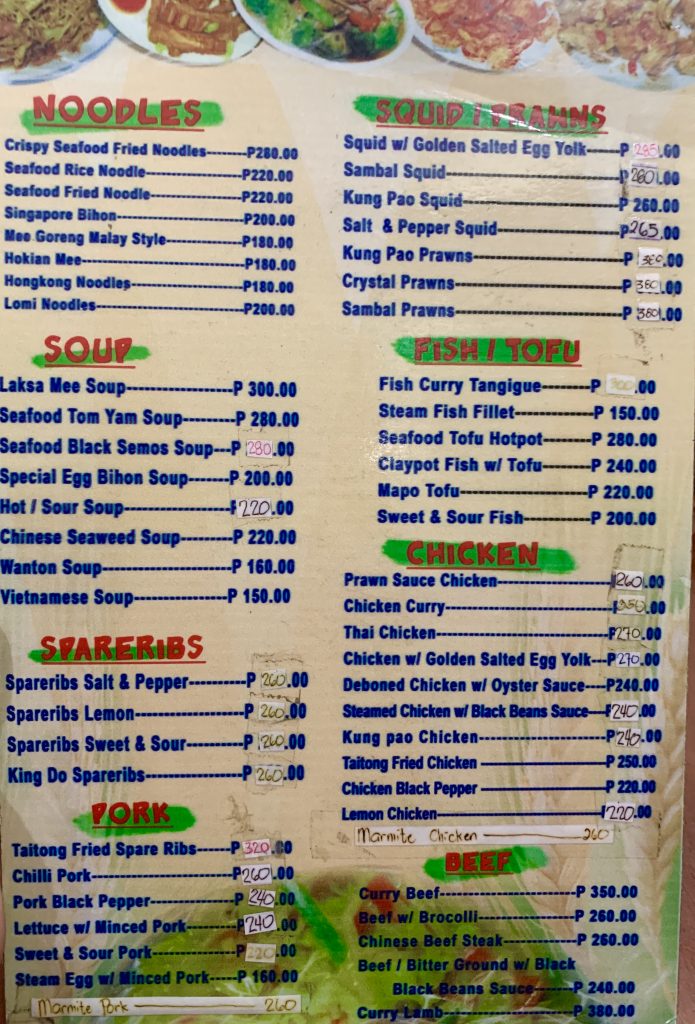 NOODLES
Crispy Seafood Fried Noodles-------P280.00
Seafood Rice Noodle----------------P220.00
Seafood Fried Noodle---------------P220.00
Singapore Bihon--------------------P200.00
Mee Goreng Malay Style-------------P180.00
Hokian Mee-------------------------P180.00
Hongkong Noodles-------------------P180.00
Lomi Noodles-----------------------P200.00
SOUP
Laksa Mee Soup-------------------P 300.00
Seafood Tom Yam Soup---------P 280.00
Seafood Black Semos Soup---P 280.00
Special Egg Bihon Soup-------P 200.00
Hot / Sour Soup-------------------P220.00
Chinese Seaweed Soup-------P 220.00
Wanton Soup----------------------P 160.00
Vietnamese Soup----------------P 150.00
SPARERIBS
Spareribs Salt & Pepper----------P 260.00
Spareribs Lemon-------------------P 260.00
Spareribs Sweet & Sour----------P 260.00
King Do Spareribs-----------------P 260.00
PORK
Taitong Fried Spare Ribs------P 320.00
Chilli Pork------------------------P260.00
Pork Black Pepper--------------P 240.00
Lettuce w/ Minced Pork-------P240.00
Sweet & Sour Pork--------------P 220.00
Steam Egg w/ Minced Pork----P 160.00
Marmite Pork ———— 260
SQUID / PRAWNS
Squid w/ Golden Salted Egg Yolk-----P 285.00
Sambal Squid-------------------------P260.00
Kung Pao Squid-----------------------P 260.00
Salt & Pepper Squid------------------P265.00
Kung Pao Prawns----------------------P 380.00
Crystal Prawns-----------------------P 380.00
Sambal Prawns------------------------P 380.00
FISH / TOFU
Fish Curry Tangigue---------P 300.00
Steam Fish Fillet--------------P 150.00
Seafood Tofu Hotpot---------P 280.00
Claypot Fish w/ Tofu----------P 240.00
Mapo Tofu----------------------P 220.00
Sweet & Sour Fish------------P 200.00
CHICKEN
Prawn Sauce Chicken----------------P260.00
Chicken Curry-------------------------P350.00
Thai Chicken--------------------------P270.00
Chicken w/ Golden Salted Egg Yolk---P270.00
Deboned Chicken w/ Oyster Sauce----P240.00
Steamed Chicken w/ Black Beans Sauce---P240.00
Kung pao Chicken---------------------P240.00
Taitong Fried Chicken ------------------P 250.00
Chicken Black Pepper ------------------P 220.00
Lemon Chicken-------------------------P220.00
Marmite Chicken ———— 260
BEEF
Curry Beef-----------------------P 350.00
Beef w/ Brocolli----------------P 260.00
Chinese Beef Steak------------P 260.00
Beef / Bitter Ground w/ Black
Black Beans Sauce-------P 240.00
Curry Lamb---------------------P 380.00